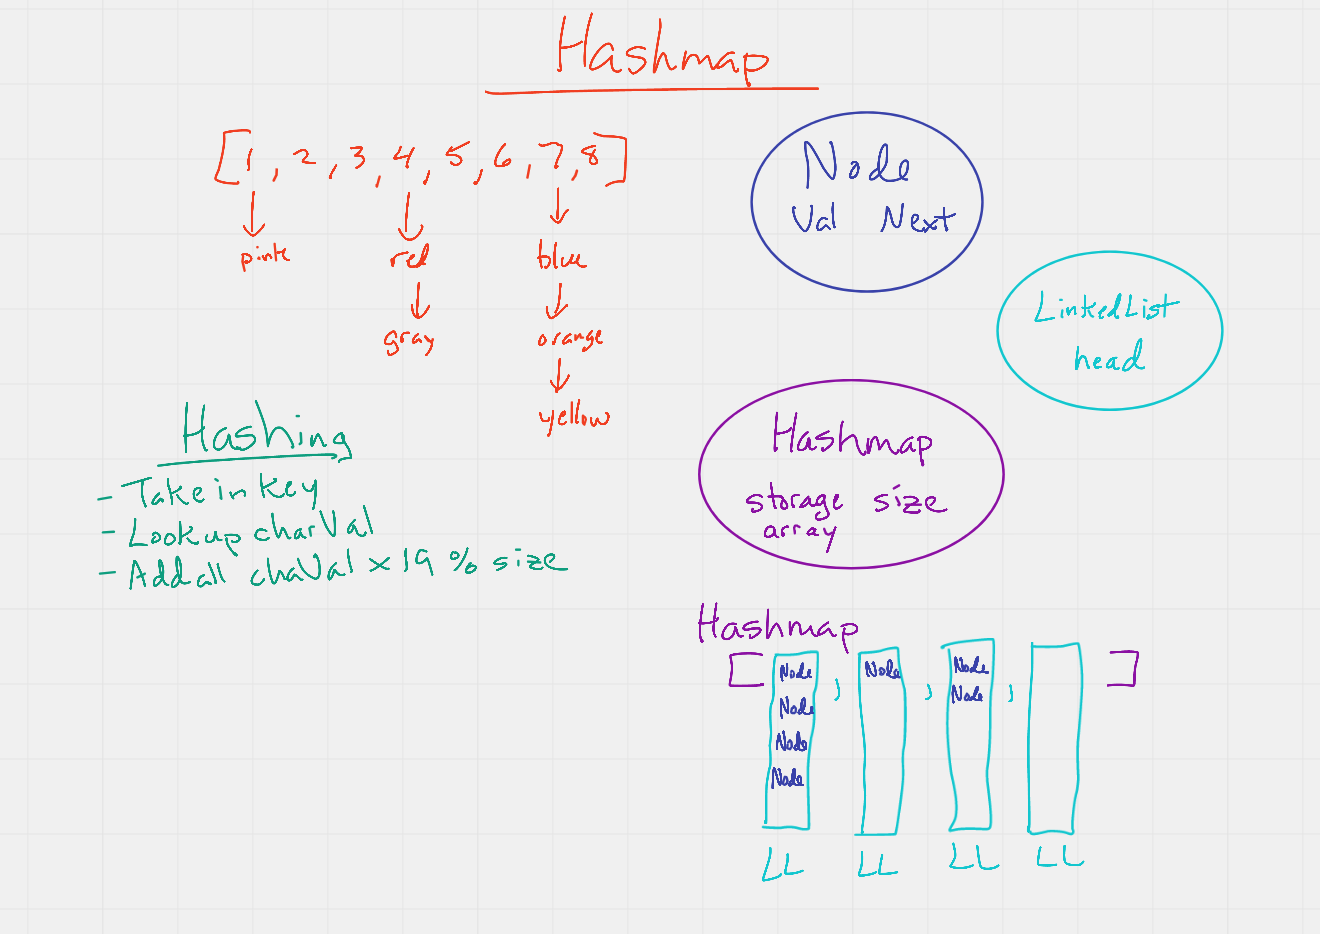 Hashmap
[1, 2, 3, 4, 5, 6, 7, 8]
pink red blue
gray orange
yellow
Node
Val Next
LinkedList
head
Hashing
- Take in key
- Lookup charVal
- Add all chaVal x 19 % size
Hashmap
storage size
array
Hashmap
[ Node , Node , Node , ]
Node Node
Node
Node
LL LL LL LL